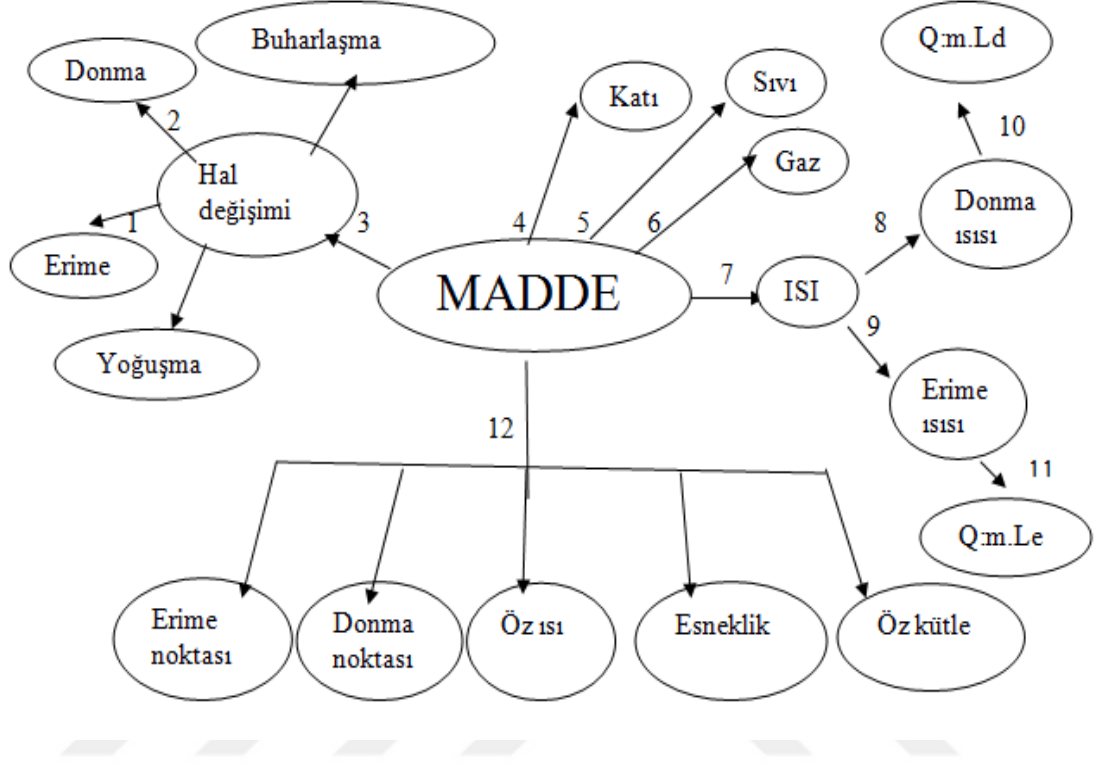 Buharlaşma
Q:m.Ld
Donma
Katı
Sıvı
2
10
Gaz
Hal
değişimi
Donma
ısısı
1
3
4
5
6
8
Erime
7
MADDE
ISI
9
Yoğuşma
Erime
ısısı
12
11
Q:m.Le
Erime
noktası
Donma
noktası
Öz ısı
Esneklik
Öz kütle